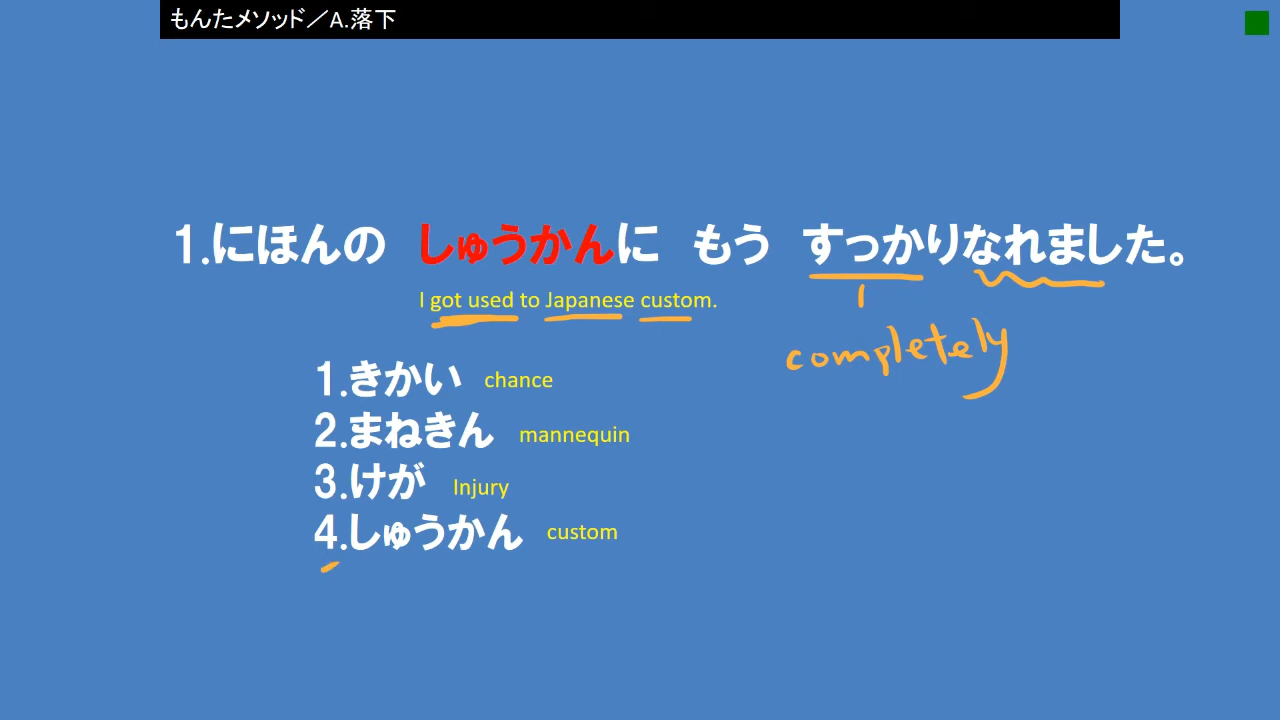 もんたメソッド／A.落下
1.にほんの しゅうかんに もう すっかりなれました。
I got used to Japanese custom.
completely
1.きかい chance
2.まねきん mannequin
3.けが Injury
4.しゅうかん custom